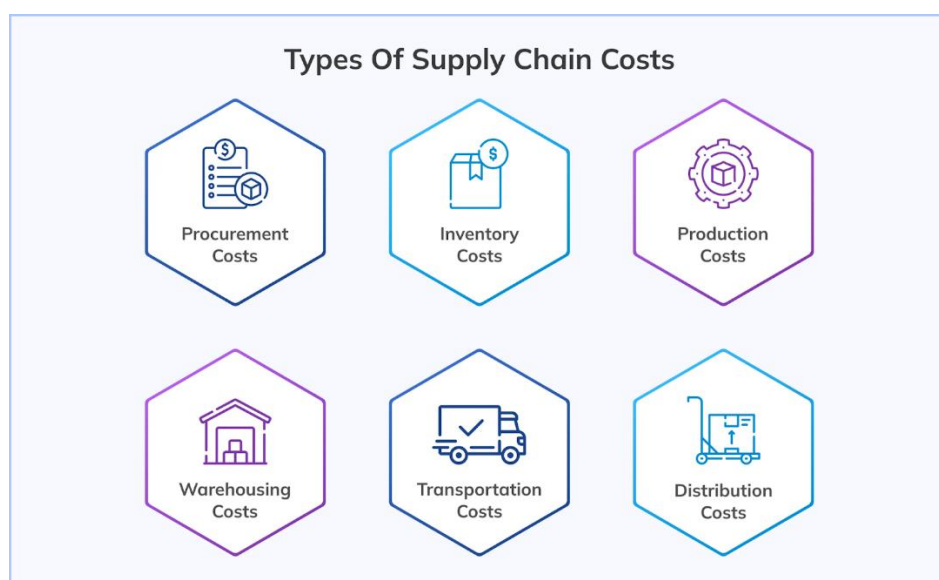 Types Of Supply Chain Costs
$
Procurement
Costs
$
Inventory
Costs
Production
Costs
Warehousing
Costs
Transportation
Costs
Distribution
Costs